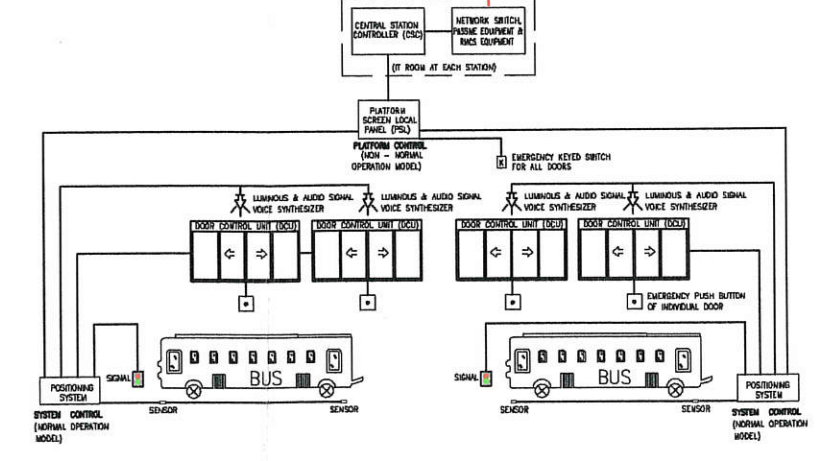 CENTRAL STATION
CONTROLLER (CSC)
NETWORK SWITCH,
PASSIVE EQUIPMENT &
RMCS EQUIPMENT
(IT ROOM AT EACH STATION)
PLATFORM
SCREEN LOCAL
PANEL (PSL)
PLATFORM CONTROL
(NON - NORMAL
OPERATION MODEL)
K
EMERGENCY KEYED SWITCH
FOR ALL DOORS
LUMINOUS & AUDIO SIGNAL
VOICE SYNTHESIZER
LUMINOUS & AUDIO SIGNAL
VOICE SYNTHESIZER
LUMINOUS & AUDIO SIGNAL
VOICE SYNTHESIZER
LUMINOUS & AUDIO SIGNAL
VOICE SYNTHESIZER
DOOR CONTROL UNIT (DCU)
DOOR CONTROL UNIT (DCU)
DOOR CONTROL UNIT (DCU)
DOOR CONTROL UNIT (DCU)
EMERGENCY PUSH BUTTON
OF INDIVIDUAL DOOR
SIGNAL
BUS
SIGNAL
BUS
POSITIONING
SYSTEM
POSITIONING
SYSTEM
SENSOR
SENSOR
SENSOR
SENSOR
SYSTEM CONTROL
(NORMAL OPERATION
MODEL)
SYSTEM CONTROL
(NORMAL OPERATION
MODEL)